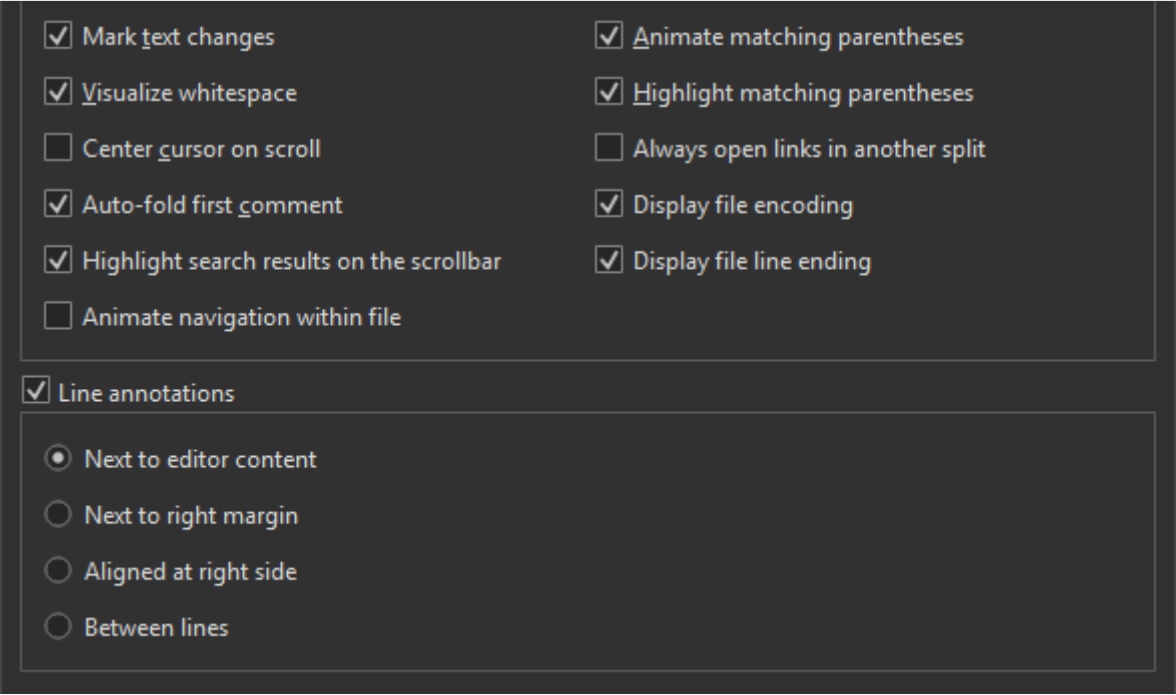 Mark text changes
Animate matching parentheses
Visualize whitespace
Highlight matching parentheses
Center cursor on scroll
Always open links in another split
Auto-fold first comment
Display file encoding
Highlight search results on the scrollbar
Display file line ending
Animate navigation within file
Line annotations
Next to editor content
Next to right margin
Aligned at right side
Between lines